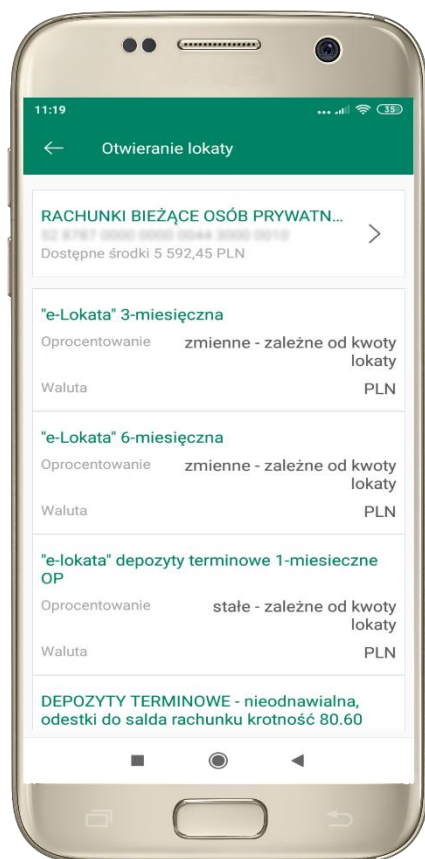 11:19
35
Otwieranie lokaty
RACHUNKI BIEŻĄCE OSÓB PRYWATN...
Dostępne środki 5 592,45 PLN
"e-Lokata" 3-miesięczna
Oprocentowanie zmienne - zależne od kwoty
lokaty
Waluta PLN
"e-Lokata" 6-miesięczna
Oprocentowanie zmienne - zależne od kwoty
lokaty
Waluta PLN
"e-lokata" depozyty terminowe 1-miesieczne
OP
Oprocentowanie stałe - zależne od kwoty
lokaty
Waluta PLN
DEPOZYTY TERMINOWE - nieodnawialna,
odestki do salda rachunku krotność 80.60